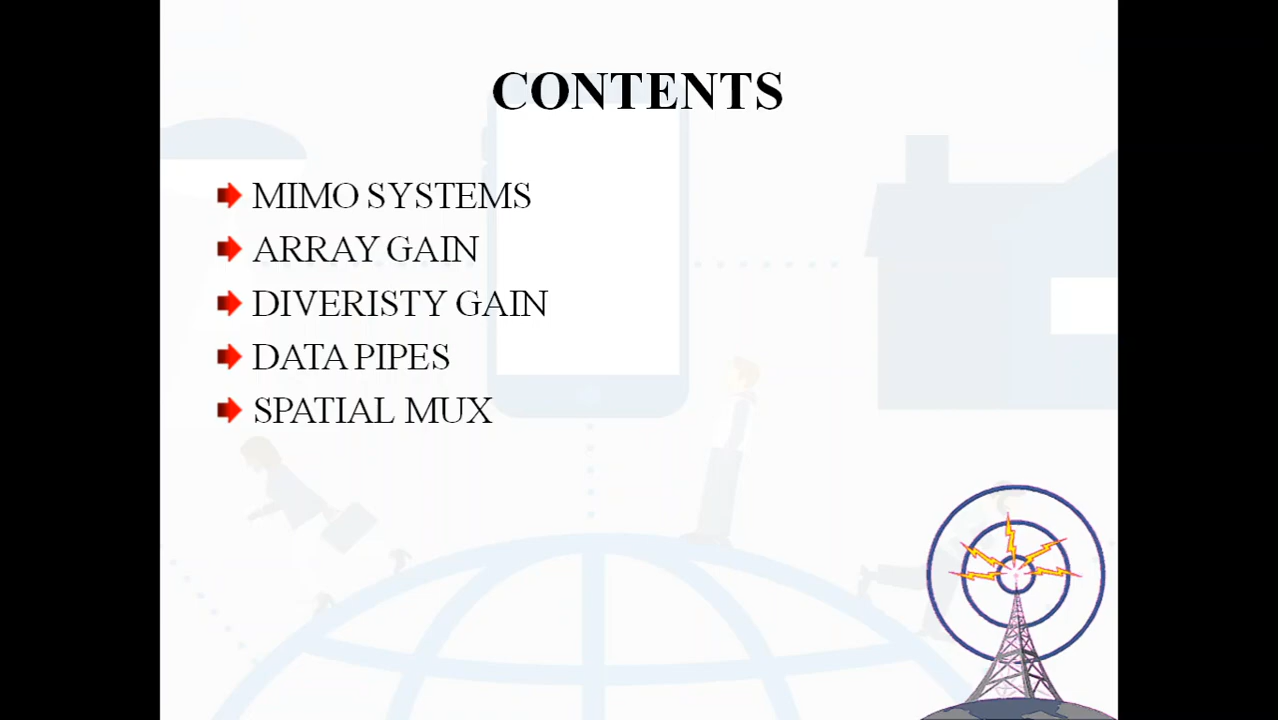 CONTENTS
MIMO SYSTEMS
ARRAY GAIN
DIVERISTY GAIN
DATA PIPES
SPATIAL MUX